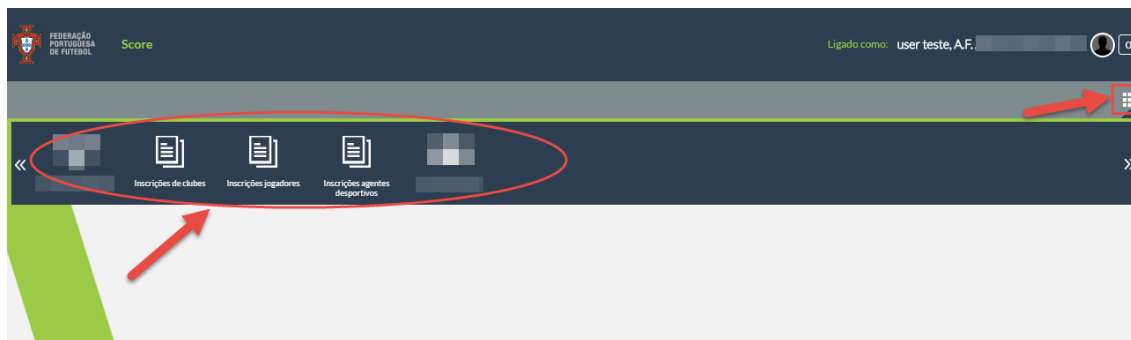 FEDERAÇÃO
PORTUGUESA
DE FUTEBOL
Score
Ligado como: user teste, A.F.
Inscrições de clubes
Inscrições jogadores
Inscrições agentes
desportivos